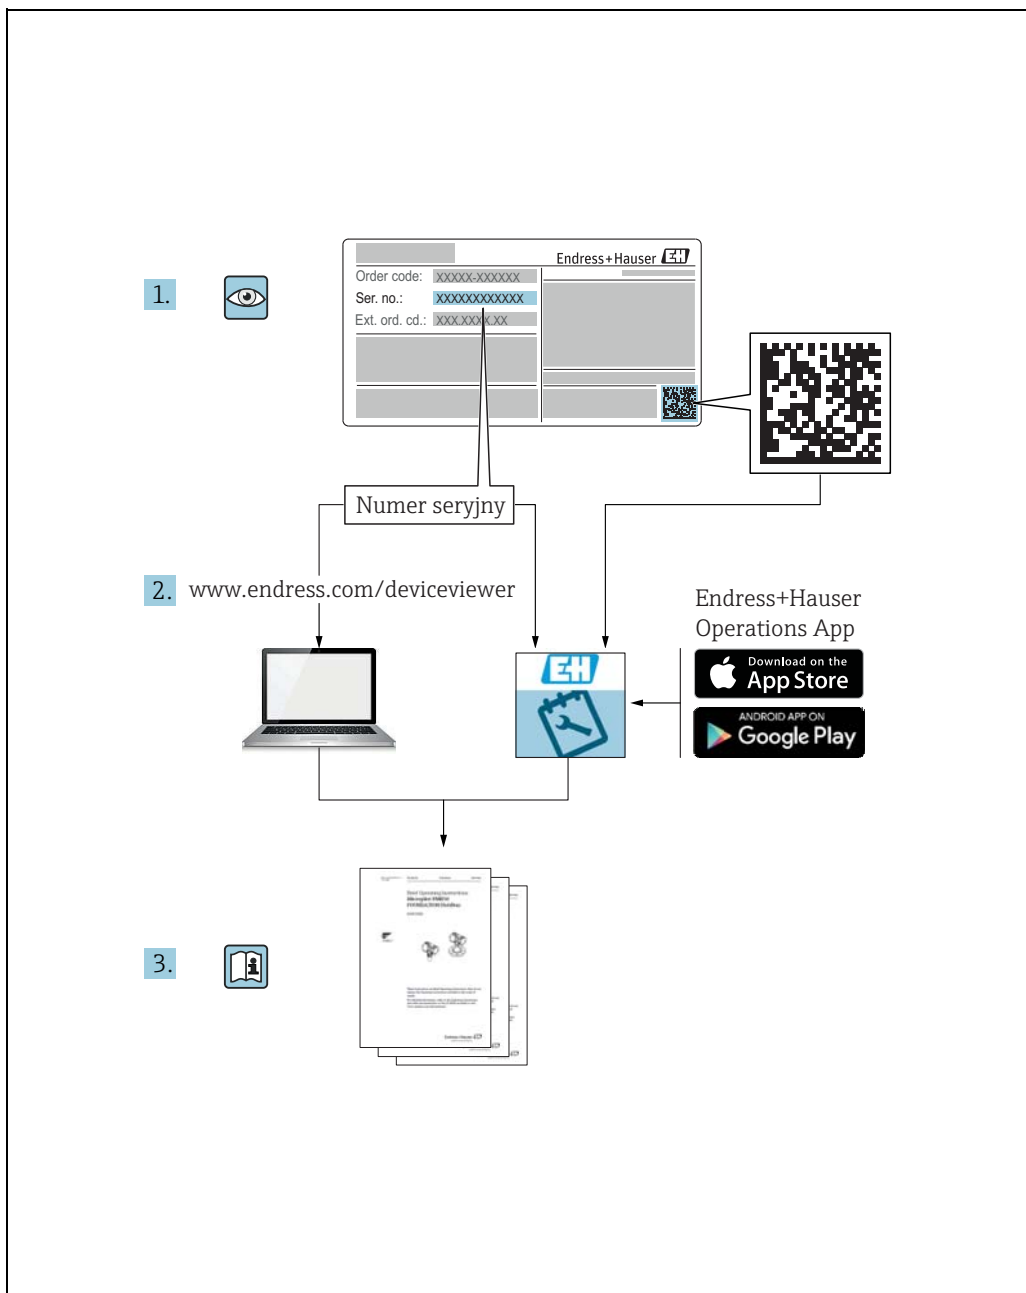 Endress+Hauser EH
Order code: XXXXX-XXXXXX
Ser. no.: XXXXXXXXXXXX
Ext. ord. cd.: XXX.XXXX.XX
1.
Numer seryjny
2. www.endress.com/deviceviewer
Endress+Hauser
Operations App
EH
Download on the
App Store
ANDROID APP ON
Google Play
3.
i